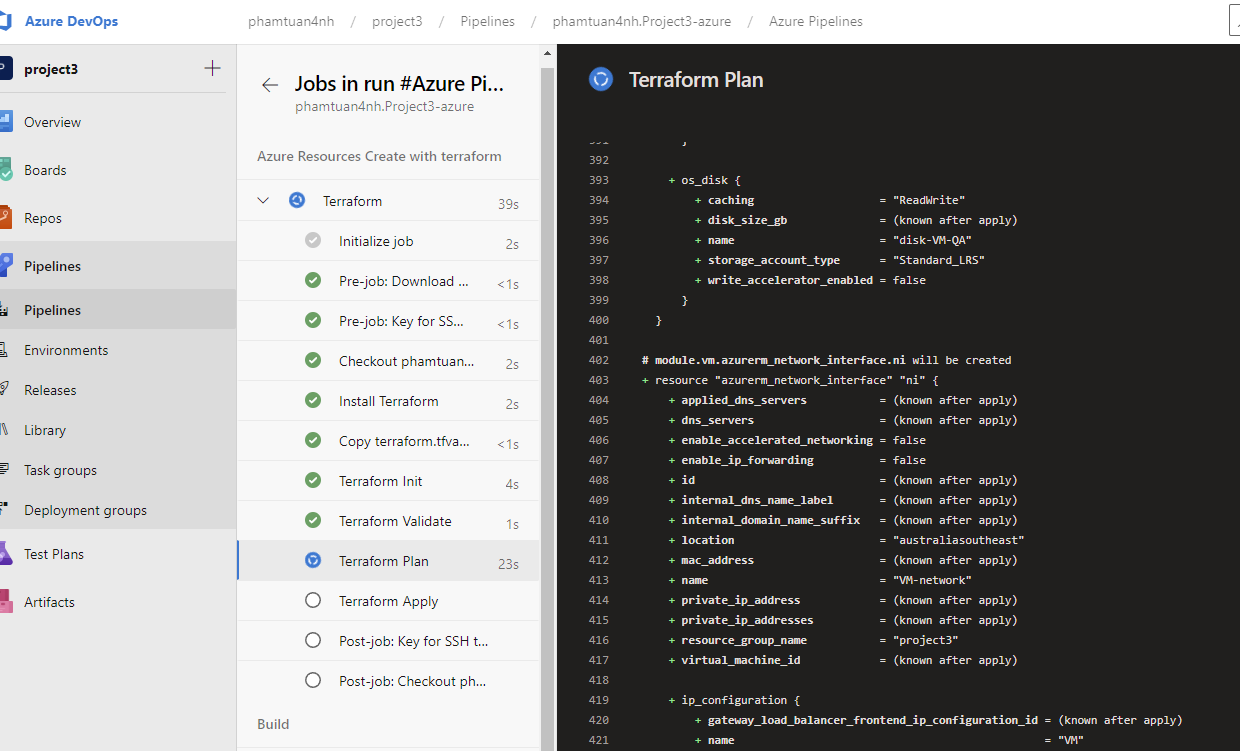 Azure DevOps
phamtuan4nh / project3 / Pipelines / phamtuan4nh.Project3-azure / Azure Pipelines
P project3
Overview
Boards
Repos
Pipelines
Pipelines
Environments
Releases
Library
Task groups
Deployment groups
Test Plans
Artifacts
Jobs in run #Azure Pi...
phamtuan4nh.Project3-azure
Azure Resources Create with terraform
Terraform 39s
Initialize job 2s
Pre-job: Download ... <1s
Pre-job: Key for SS... <1s
Checkout phamtuan... 2s
Install Terraform 2s
Copy terraform.tfva... <1s
Terraform Init 4s
Terraform Validate 1s
Terraform Plan 23s
Terraform Apply
Post-job: Key for SSH t...
Post-job: Checkout ph...
Build
Terraform Plan
391 }
392
393 + os_disk {
394 + caching = "ReadWrite"
395 + disk_size_gb = (known after apply)
396 + name = "disk-VM-QA"
397 + storage_account_type = "Standard_LRS"
398 + write_accelerator_enabled = false
399 }
400 }
401
402 # module.vm.azurerm_network_interface.ni will be created
403 + resource "azurerm_network_interface" "ni" {
404 + applied_dns_servers = (known after apply)
405 + dns_servers = (known after apply)
406 + enable_accelerated_networking = false
407 + enable_ip_forwarding = false
408 + id = (known after apply)
409 + internal_dns_name_label = (known after apply)
410 + internal_domain_name_suffix = (known after apply)
411 + location = "australiasoutheast"
412 + mac_address = (known after apply)
413 + name = "VM-network"
414 + private_ip_address = (known after apply)
415 + private_ip_addresses = (known after apply)
416 + resource_group_name = "project3"
417 + virtual_machine_id = (known after apply)
418
419 + ip_configuration {
420 + gateway_load_balancer_frontend_ip_configuration_id = (known after apply)
421 + name = "VM"